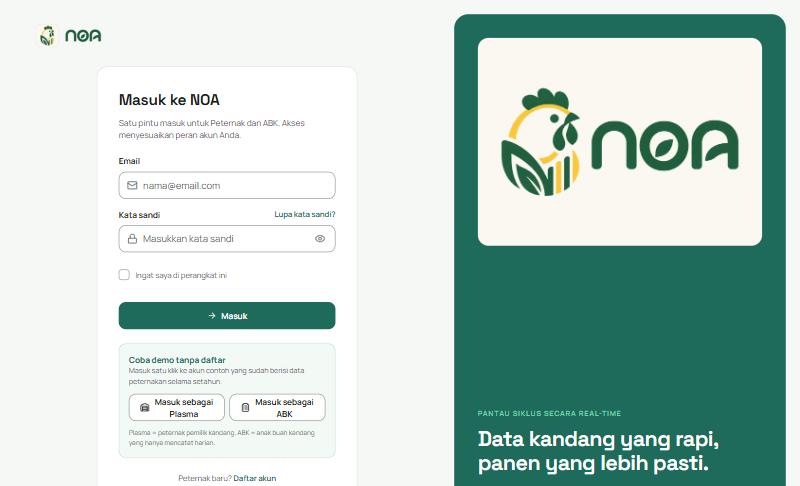 NOA
Masuk ke NOA
Satu pintu masuk untuk Peternak dan ABK. Akses
menyesuaikan peran akun Anda.
Email
nama@email.com
Kata sandi
Lupa kata sandi?
Masukkan kata sandi
Ingat saya di perangkat ini
Masuk
Coba demo tanpa daftar
Masuk satu klik ke akun contoh yang sudah berisi data
peternakan selama setahun.
Masuk sebagai
Plasma
Masuk sebagai
ABK
Plasma = peternak pemilik kandang, ABK = anak buah kandang
yang hanya mencatat harian.
Peternak baru? Daftar akun
NOA
PANTAU SIKLUS SECARA REAL-TIME
Data kandang yang rapi,
panen yang lebih pasti.